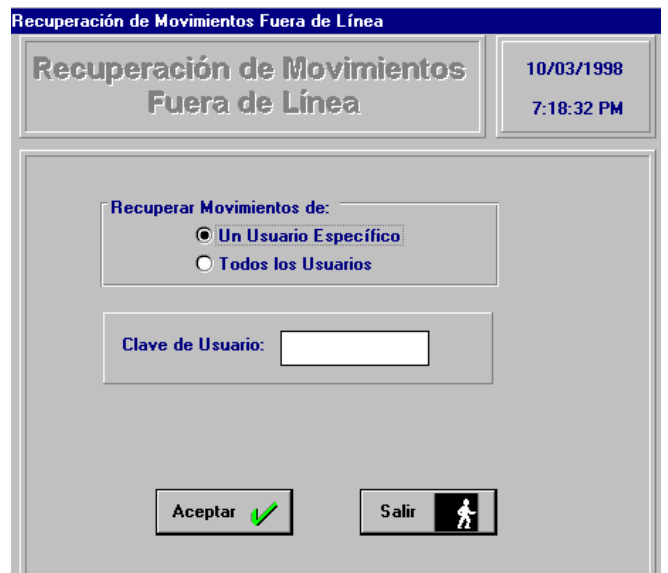 Recuperación de Movimientos Fuera de Línea
Recuperación de Movimientos
Fuera de Línea
10/03/1998
7:18:32 PM
Recuperar Movimientos de:
Un Usuario Específico
Todos los Usuarios
Clave de Usuario:
Aceptar
Salir